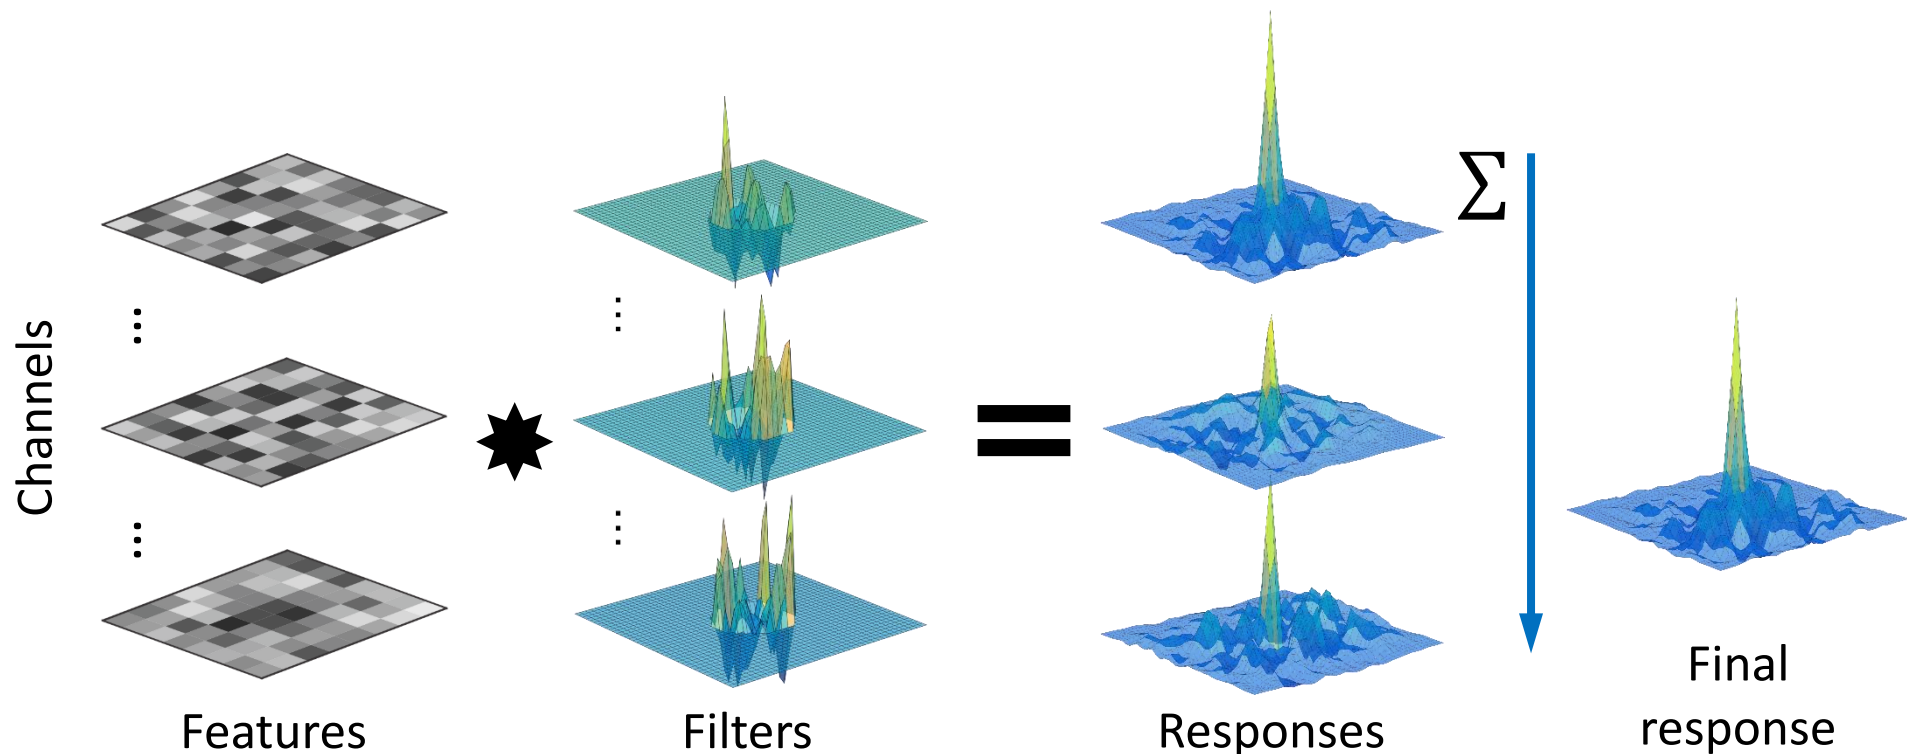 Channels
Features
Filters
Responses
∑
Final
response